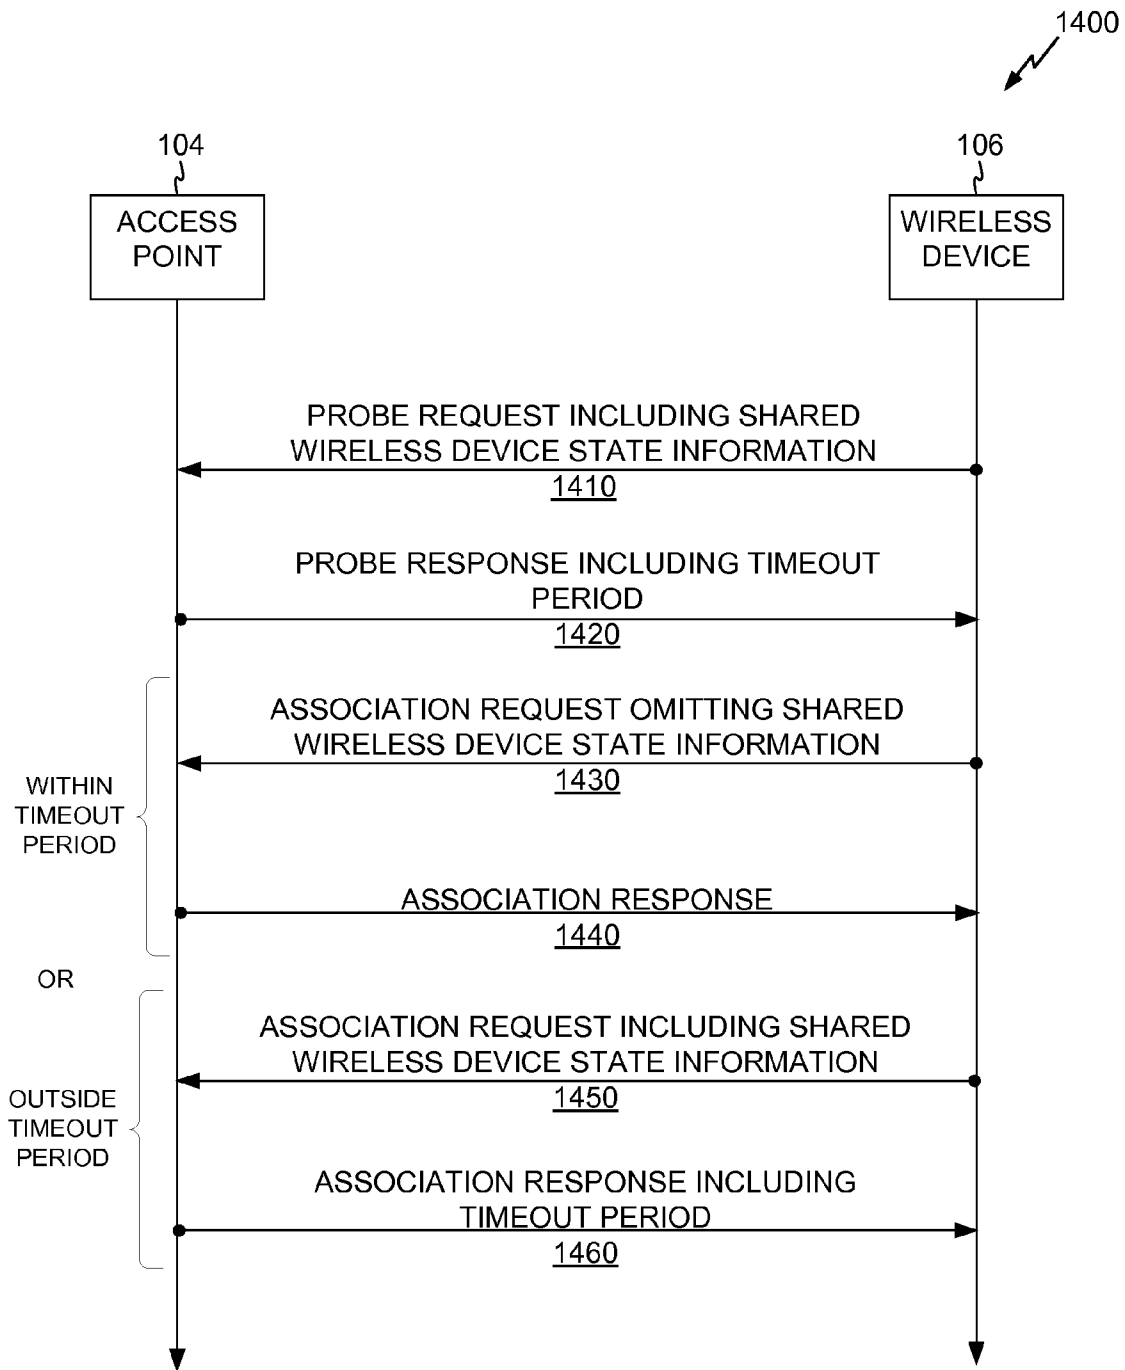 1400
104
106
ACCESS
POINT
WIRELESS
DEVICE
PROBE REQUEST INCLUDING SHARED
WIRELESS DEVICE STATE INFORMATION
1410
PROBE RESPONSE INCLUDING TIMEOUT
PERIOD
1420
ASSOCIATION REQUEST OMITTING SHARED
WIRELESS DEVICE STATE INFORMATION
1430
WITHIN
TIMEOUT
PERIOD
ASSOCIATION RESPONSE
1440
OR
ASSOCIATION REQUEST INCLUDING SHARED
WIRELESS DEVICE STATE INFORMATION
1450
OUTSIDE
TIMEOUT
PERIOD
ASSOCIATION RESPONSE INCLUDING
TIMEOUT PERIOD
1460